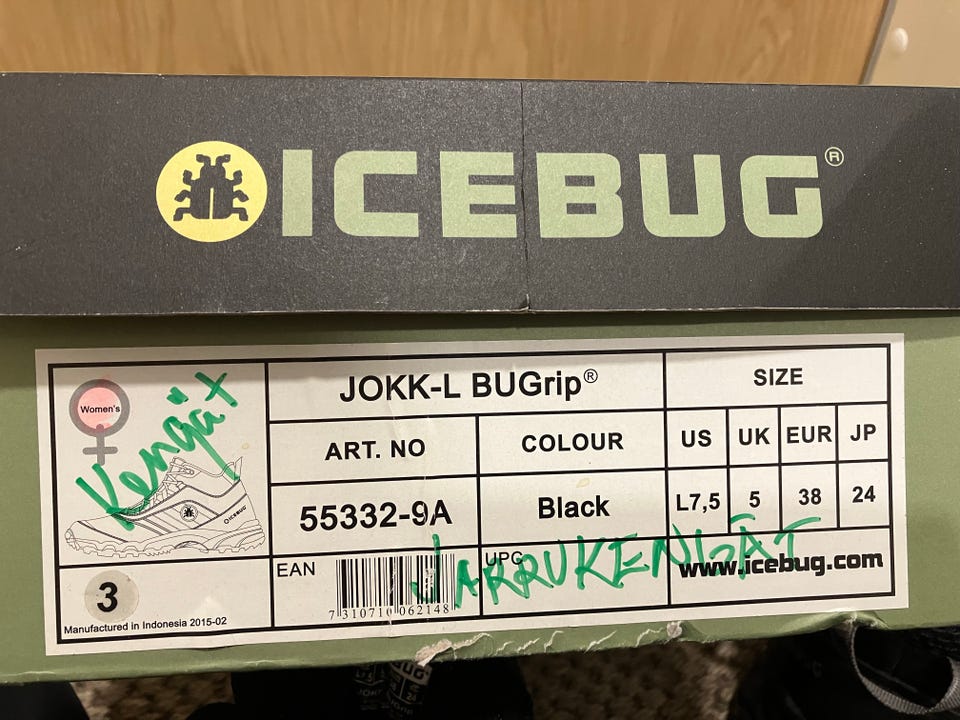 ICEBUG®
Women's
Kengät
ICEBUG
3
Manufactured in Indonesia 2015-02
JOKK-L BUGrip®
ART. NO COLOUR
55332-9A Black
SIZE
US UK EUR JP
L7,5 5 38 24
EAN
7 310710 062148
UPC
www.icebug.com
JARRUKENGÄT